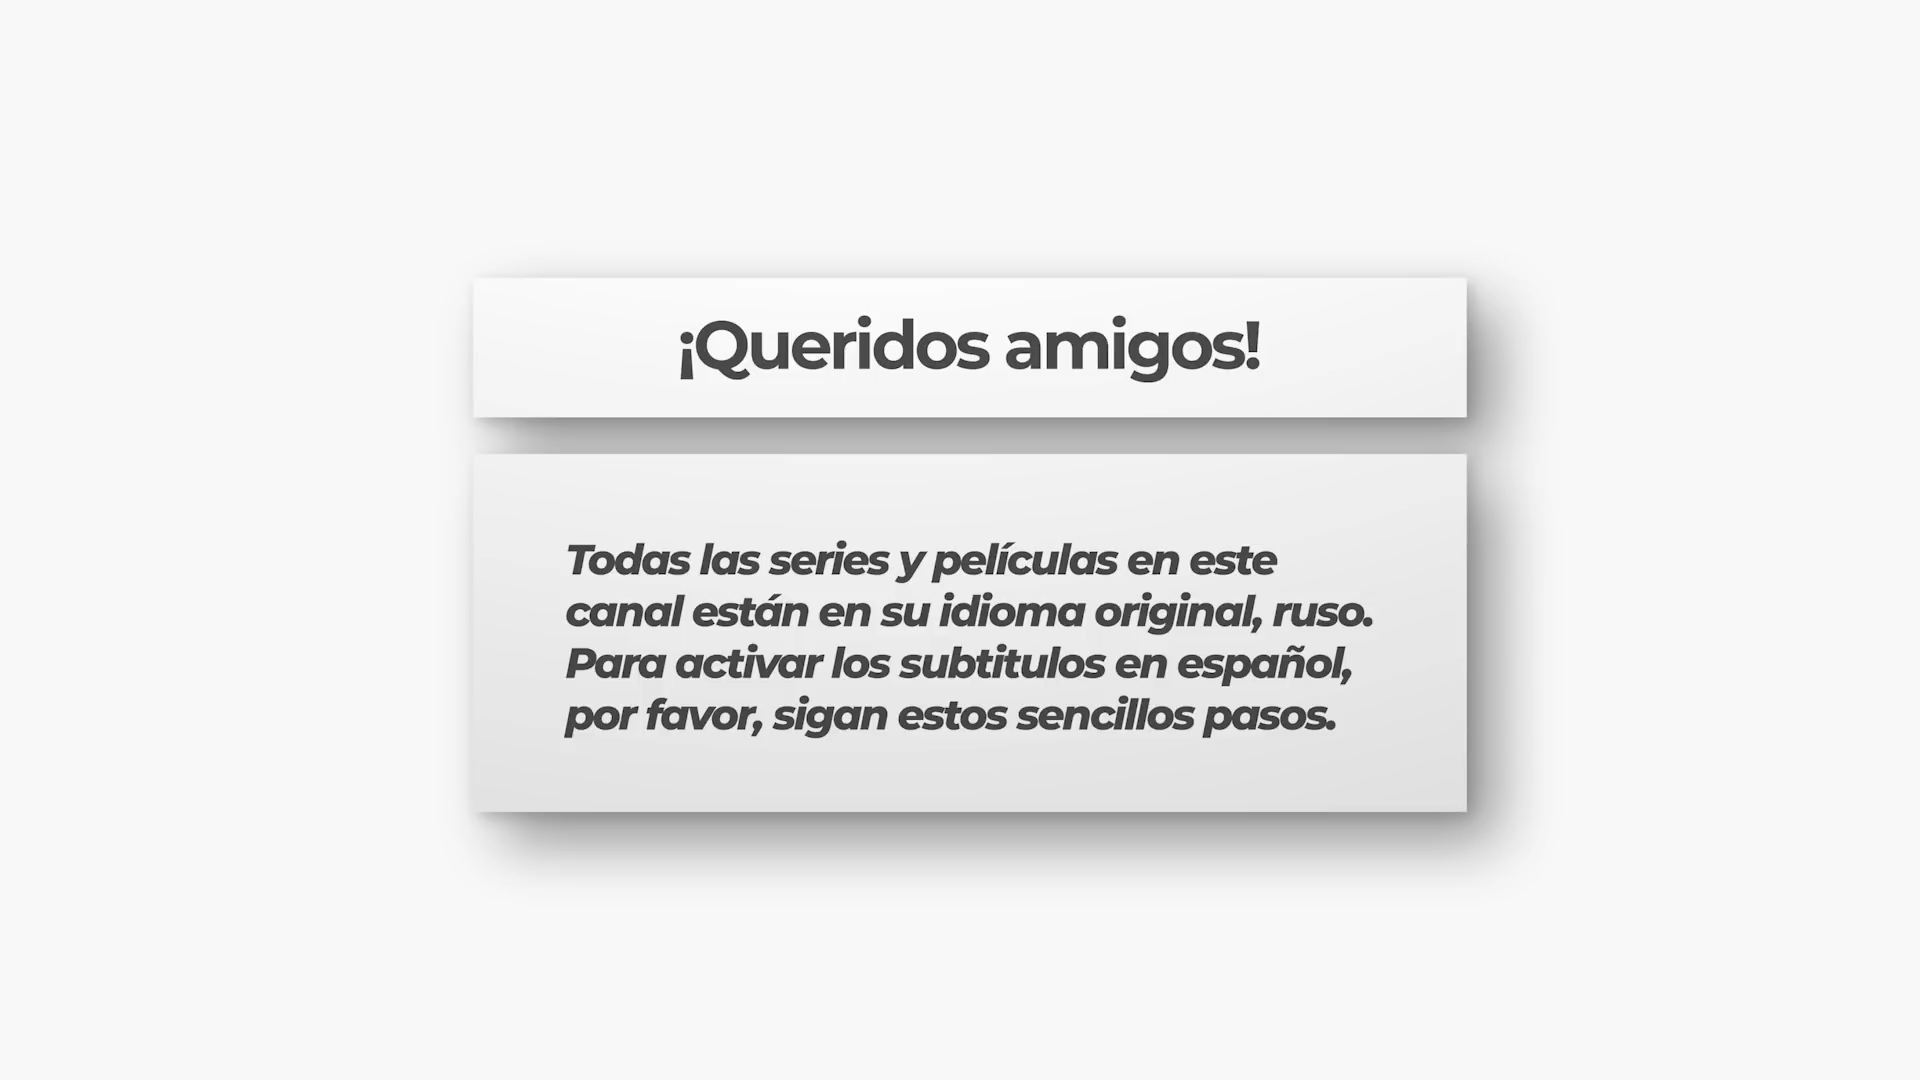 ¡Queridos amigos!
Todas las series y películas en este
canal están en su idioma original, ruso.
Para activar los subtitulos en español,
por favor, sigan estos sencillos pasos.